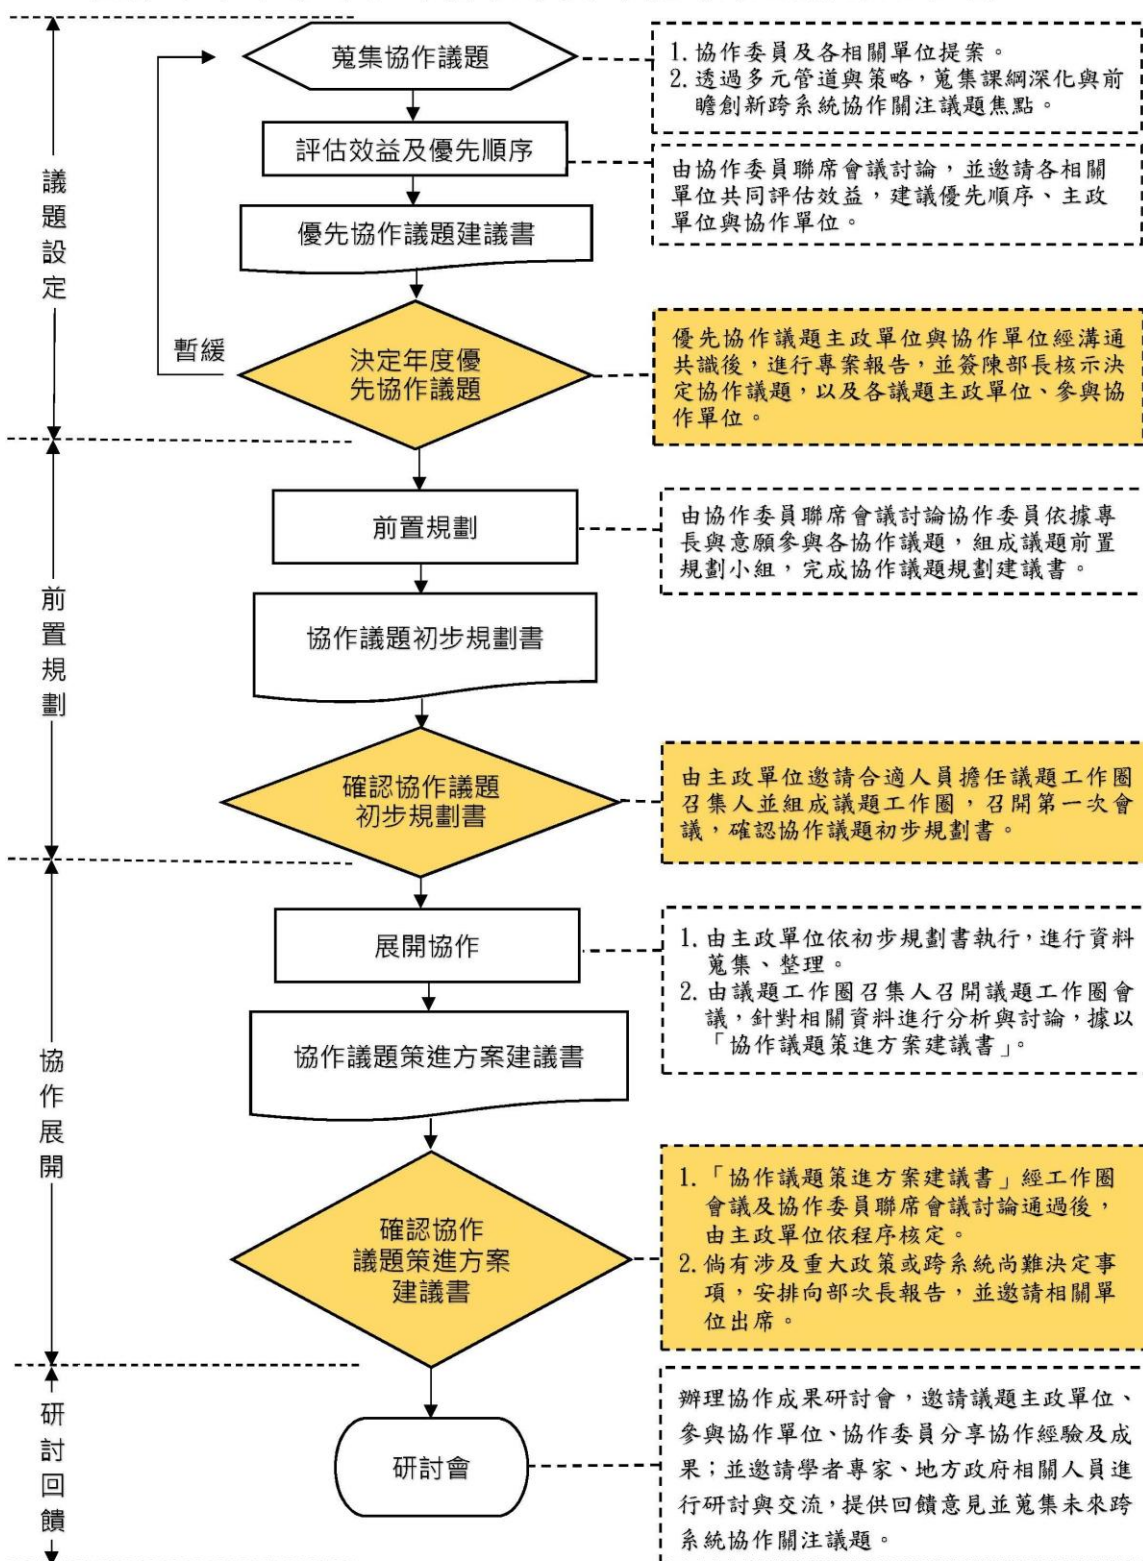 蒐集協作議題
1. 協作委員及各相關單位提案。
2. 透過多元管道與策略，蒐集課綱深化與前
瞻創新跨系統協作關注議題焦點。
評估效益及優先順序
由協作委員聯席會議討論，並邀請各相關
單位共同評估效益，建議優先順序、主政
單位與協作單位。
優先協作議題建議書
議題設定
暫緩
決定年度優
先協作議題
優先協作議題主政單位與協作單位經溝通
共識後，進行專案報告，並簽陳部長核示決
定協作議題，以及各議題主政單位、參與協
作單位。
前置規劃
前置規劃
由協作委員聯席會議討論協作委員依據專
長與意願參與各協作議題，組成議題前置
規劃小組，完成協作議題規劃建議書。
協作議題初步規劃書
確認協作議題
初步規劃書
由主政單位邀請合適人員擔任議題工作圈
召集人並組成議題工作圈，召開第一次會
議，確認協作議題初步規劃書。
協作展開
展開協作
1. 由主政單位依初步規劃書執行，進行資料
蒐集、整理。
2. 由議題工作圈召集人召開議題工作圈會
議，針對相關資料進行分析與討論，據以
「協作議題策進方案建議書」。
協作議題策進方案建議書
確認協作
議題策進方案
建議書
1. 「協作議題策進方案建議書」經工作圈
會議及協作委員聯席會議討論通過後，
由主政單位依程序核定。
2. 倘有涉及重大政策或跨系統尚難決定事
項，安排向部次長報告，並邀請相關單
位出席。
研討回饋
研討會
辦理協作成果研討會，邀請議題主政單位、
參與協作單位、協作委員分享協作經驗及成
果；並邀請學者專家、地方政府相關人員進
行研討與交流，提供回饋意見並蒐集未來跨
系統協作關注議題。